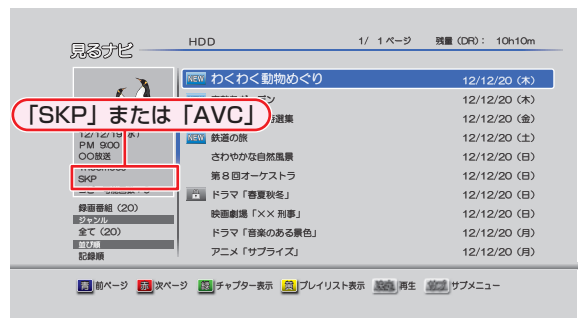 見るナビ
HDD
1/ 1 ページ
残量(DR): 10h10m
NEW わくわく動物めぐり 12/12/20(木)
12/12/20(木)
「SKP」または「AVC」
12/12/20(金)
PM 9:00
NEW 鉄道の旅 12/12/20(土)
〇〇放送
さわやかな自然風景 12/12/20(日)
SKP
第8回オーケストラ 12/12/20(日)
ドラマ「春夏秋冬」 12/12/20(日)
録画番組(20)
映画劇場「×× 刑事」 12/12/20(日)
ジャンル
全て(20)
ドラマ「音楽のある景色」 12/12/20(月)
並び順
記録順
アニメ「サプライズ」 12/12/20(月)
青 前ページ 赤 次ページ 緑 チャプター表示 黄 プレイリスト表示 再生 サブメニュー